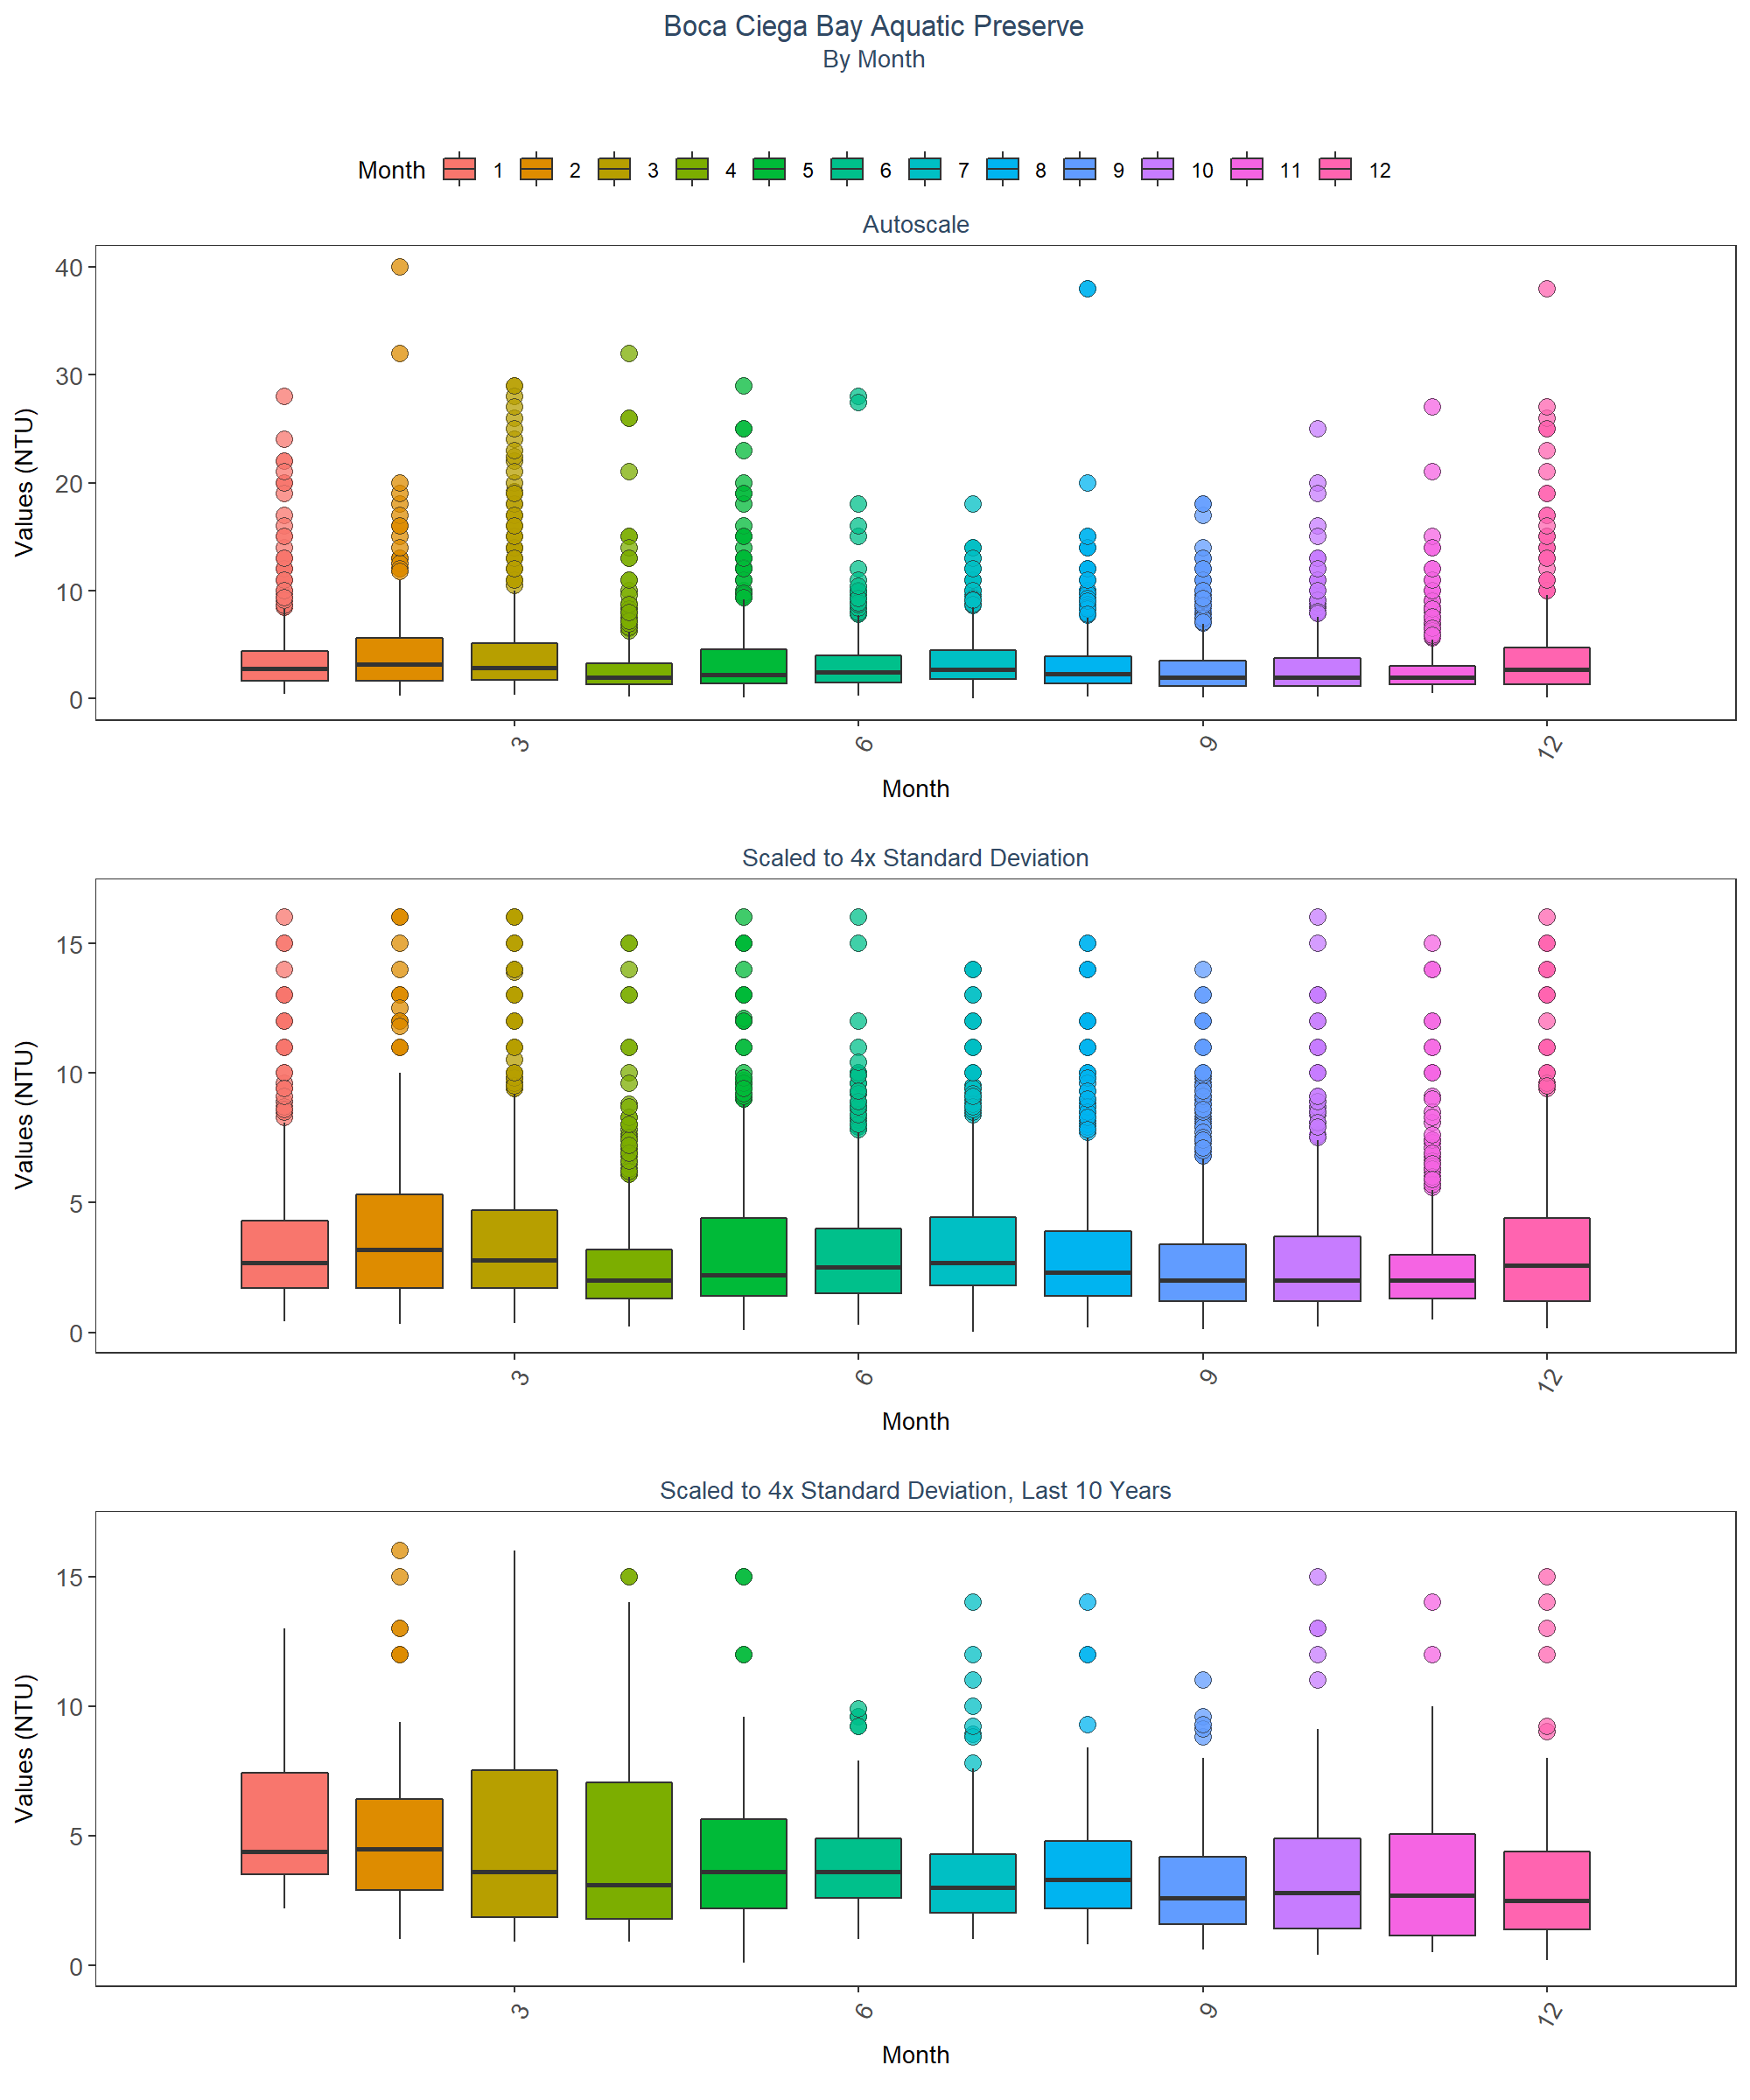 Boca Ciega Bay Aquatic Preserve
By Month
Month 1 2 3 4 5 6 7 8 9 10 11 12
Autoscale
Values (NTU)
40
30
20
10
0
3 6 9 12
Month
Scaled to 4x Standard Deviation
Values (NTU)
15
10
5
0
3 6 9 12
Month
Scaled to 4x Standard Deviation, Last 10 Years
Values (NTU)
15
10
5
0
3 6 9 12
Month